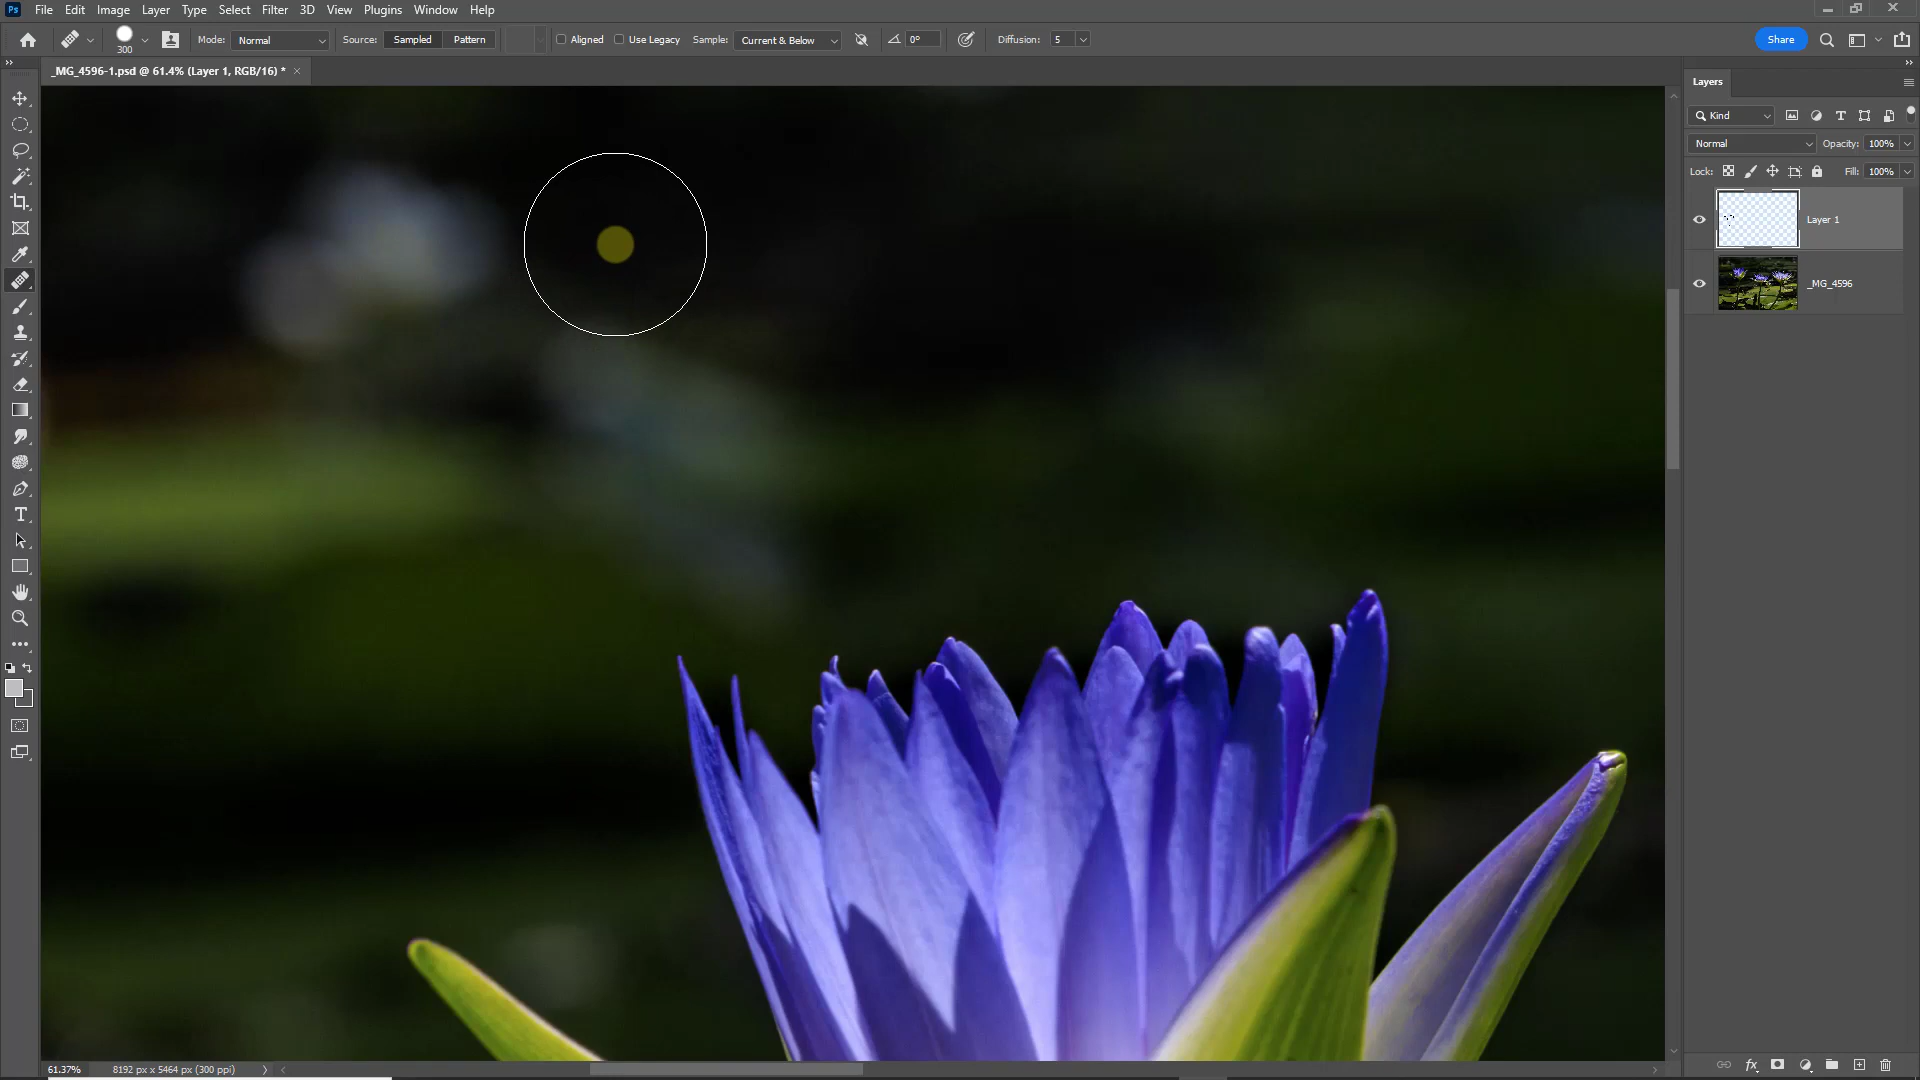 Ps File Edit Image Layer Type Select Filter 3D View Plugins Window Help
300 Mode: Normal Source: Sampled Pattern Aligned Use Legacy Sample: Current & Below 0° Diffusion: 5 Share
_MG_4596-1.psd @ 61.4% (Layer 1, RGB/16) * ×
Layers
Kind
Normal Opacity: 100%
Lock: Fill: 100%
Layer 1
_MG_4596
61.37% 8192 px x 5464 px (300 ppi)